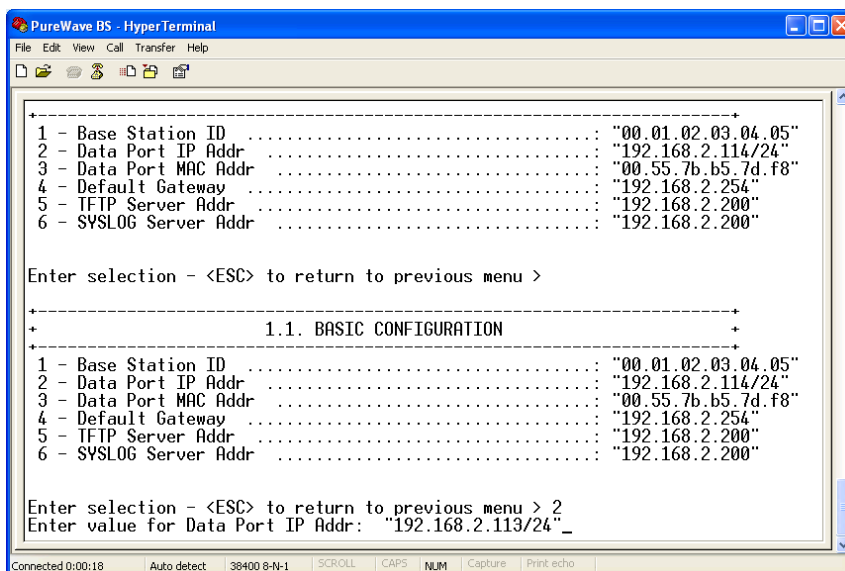 PureWave BS - HyperTerminal
File Edit View Call Transfer Help
+-----------------------------------------------------------------------+
1 - Base Station ID ...................................: "00.01.02.03.04.05"
2 - Data Port IP Addr .................................: "192.168.2.114/24"
3 - Data Port MAC Addr ................................: "00.55.7b.b5.7d.f8"
4 - Default Gateway ...................................: "192.168.2.254"
5 - TFTP Server Addr ..................................: "192.168.2.200"
6 - SYSLOG Server Addr ................................: "192.168.2.200"
Enter selection - <ESC> to return to previous menu >
+-----------------------------------------------------------------------+
+ 1.1. BASIC CONFIGURATION +
+-----------------------------------------------------------------------+
1 - Base Station ID ...................................: "00.01.02.03.04.05"
2 - Data Port IP Addr .................................: "192.168.2.114/24"
3 - Data Port MAC Addr ................................: "00.55.7b.b5.7d.f8"
4 - Default Gateway ...................................: "192.168.2.254"
5 - TFTP Server Addr ..................................: "192.168.2.200"
6 - SYSLOG Server Addr ................................: "192.168.2.200"
Enter selection - <ESC> to return to previous menu > 2
Enter value for Data Port IP Addr: "192.168.2.113/24"_
Connected 0:00:18 Auto detect 38400 8-N-1 SCROLL CAPS NUM Capture Print echo